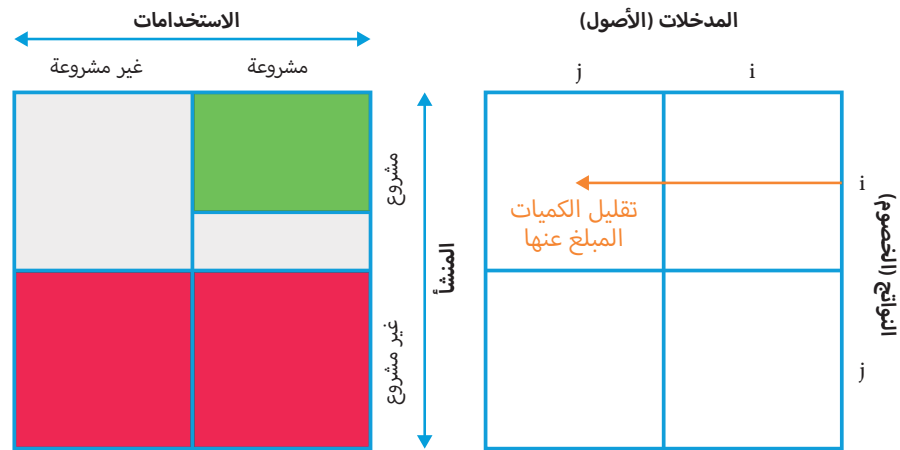 المدخلات (الأصول)
i
j
i
النواتج (الخصوم)
j
تقليل الكميات
المبلغ عنها
الاستخدامات
مشروعة
غير مشروعة
مشروع
المنشأ
غير مشروع